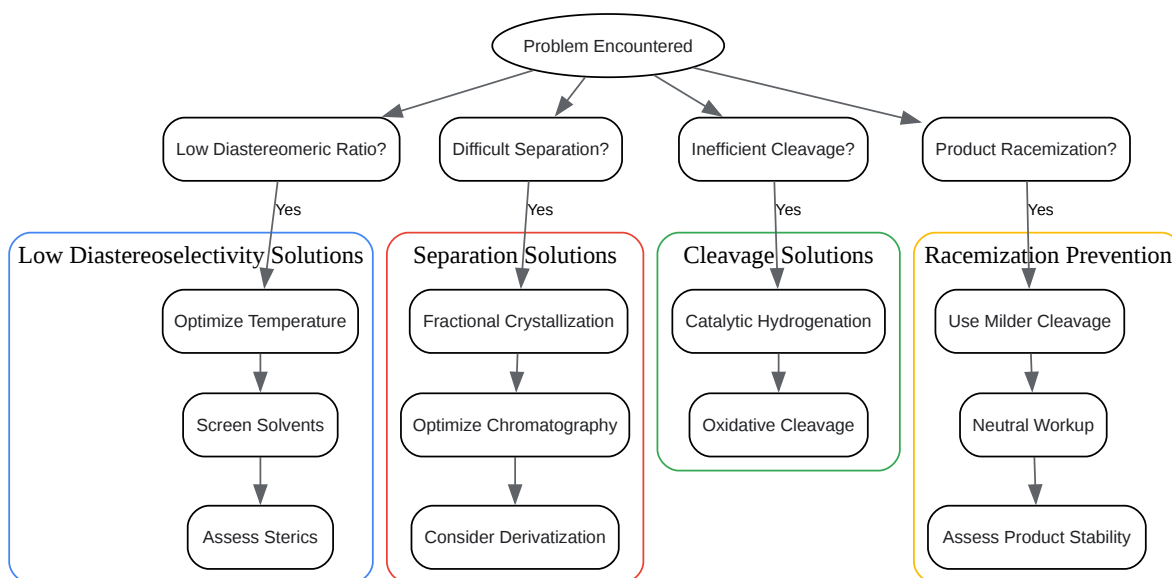 Problem Encountered
Low Diastereomeric Ratio?
Difficult Separation?
Inefficient Cleavage?
Product Racemization?
Yes
Yes
Yes
Yes
Low Diastereoselectivity Solutions
Separation Solutions
Cleavage Solutions
Racemization Prevention
Optimize Temperature
Fractional Crystallization
Catalytic Hydrogenation
Use Milder Cleavage
Screen Solvents
Optimize Chromatography
Oxidative Cleavage
Neutral Workup
Assess Sterics
Consider Derivatization
Assess Product Stability